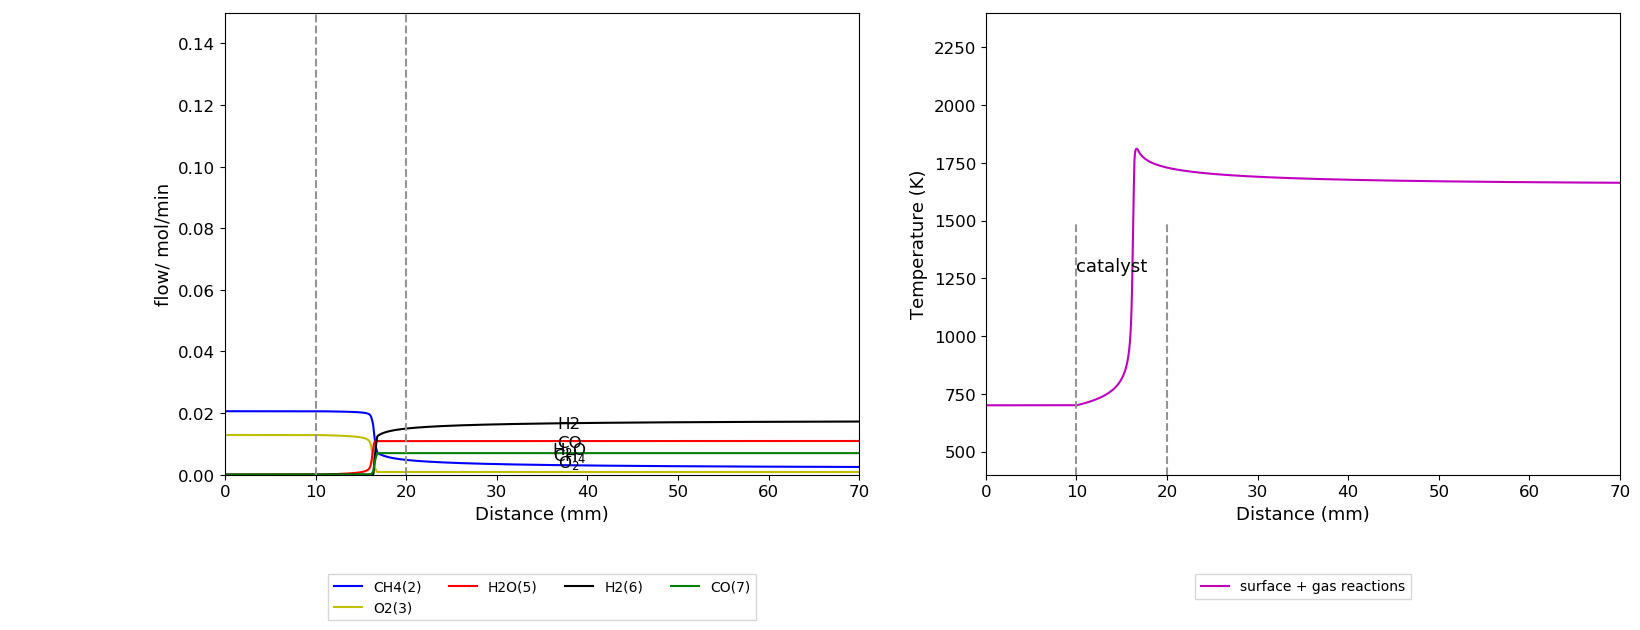 0.14
0.12
0.10
0.08
0.06
0.04
0.02
0.00
flow/ mol/min
H2
CO
H2O
CH4
O2
0 10 20 30 40 50 60 70
Distance (mm)
CH4(2) H2O(5) H2(6) CO(7)
O2(3)
2250
2000
1750
1500
1250
1000
750
500
Temperature (K)
catalyst
0 10 20 30 40 50 60 70
Distance (mm)
surface + gas reactions